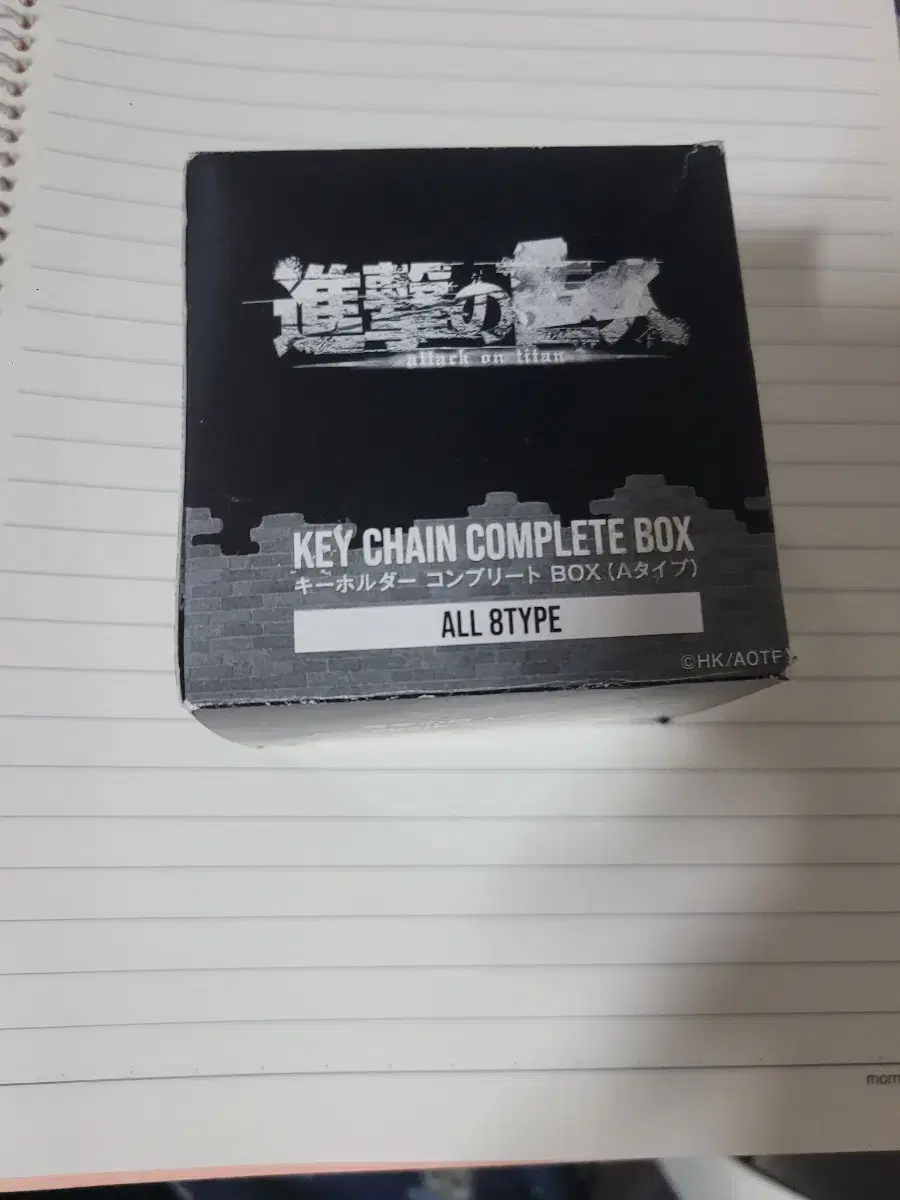 進撃の巨人
attack on titan
KEY CHAIN COMPLETE BOX
キーホルダー コンプリート BOX (Aタイプ)
ALL 8TYPE
©HK/AOTF